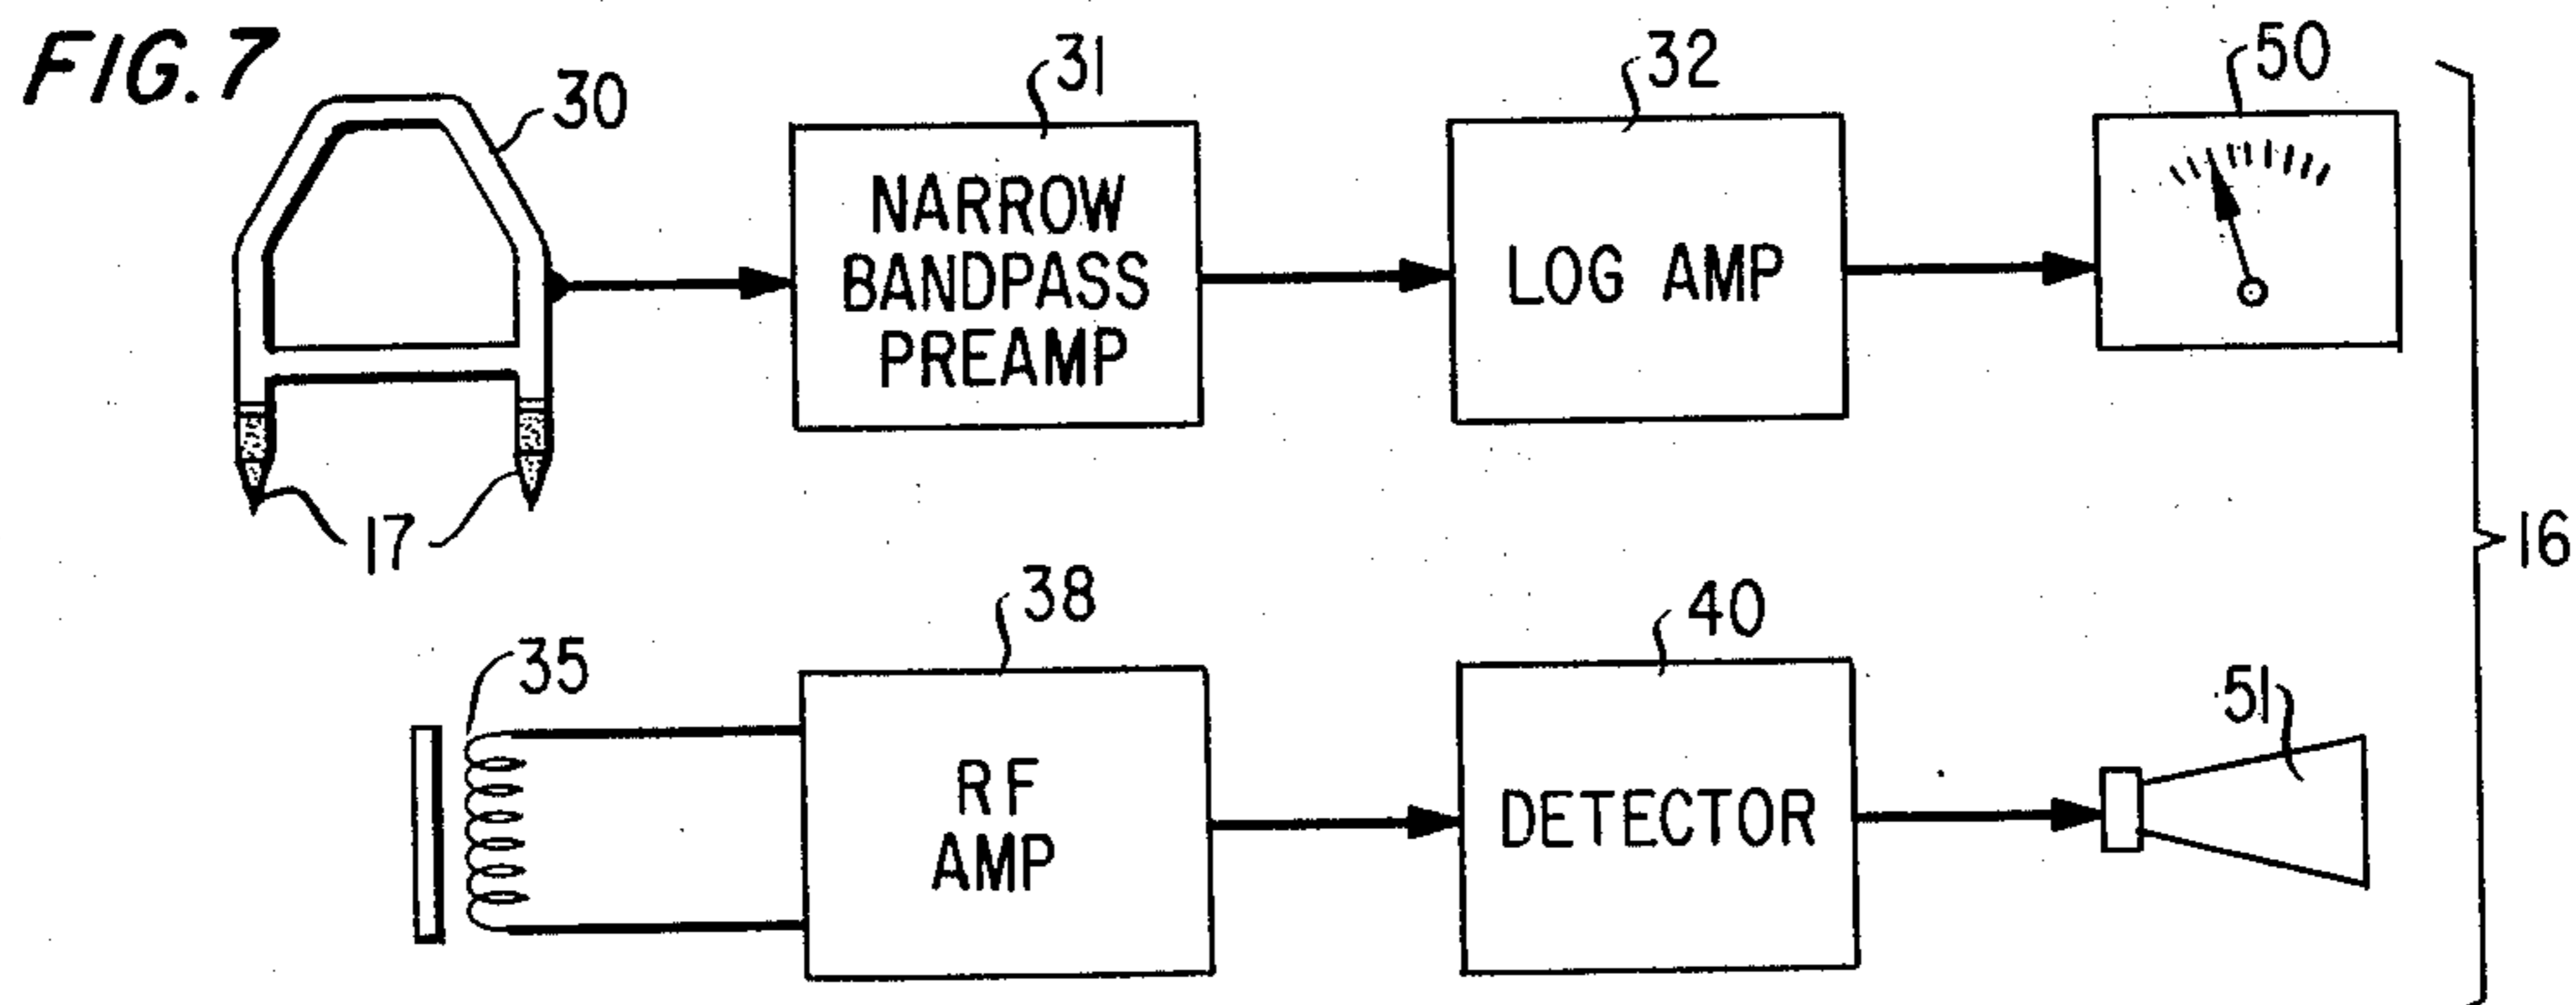 FIG. 7
30
31
32
50
NARROW
BANDPASS
PREAMP
LOG AMP
17
16
35
38
40
51
RF
AMP
DETECTOR